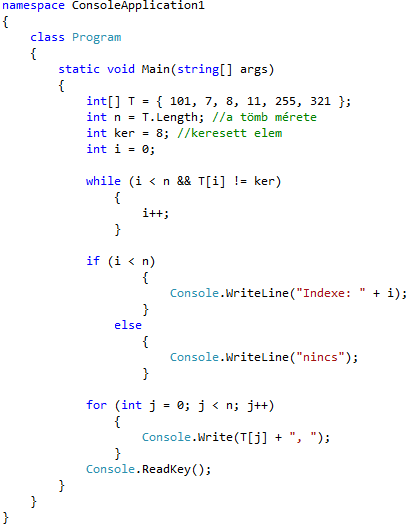 namespace ConsoleApplication1
{
    class Program
    {
        static void Main(string[] args)
        {
            int[] T = { 101, 7, 8, 11, 255, 321 };
            int n = T.Length; //a tömb mérete
            int ker = 8; //keresett elem
            int i = 0;

            while (i < n && T[i] != ker)
                {
                    i++;
                }

            if (i < n)
                    {
                        Console.WriteLine("Indexe: " + i);
                    }
                else
                    {
                        Console.WriteLine("nincs");
                    }

            for (int j = 0; j < n; j++)
                {
                    Console.Write(T[j] + ", ");
                }
            Console.ReadKey();
        }
    }
}